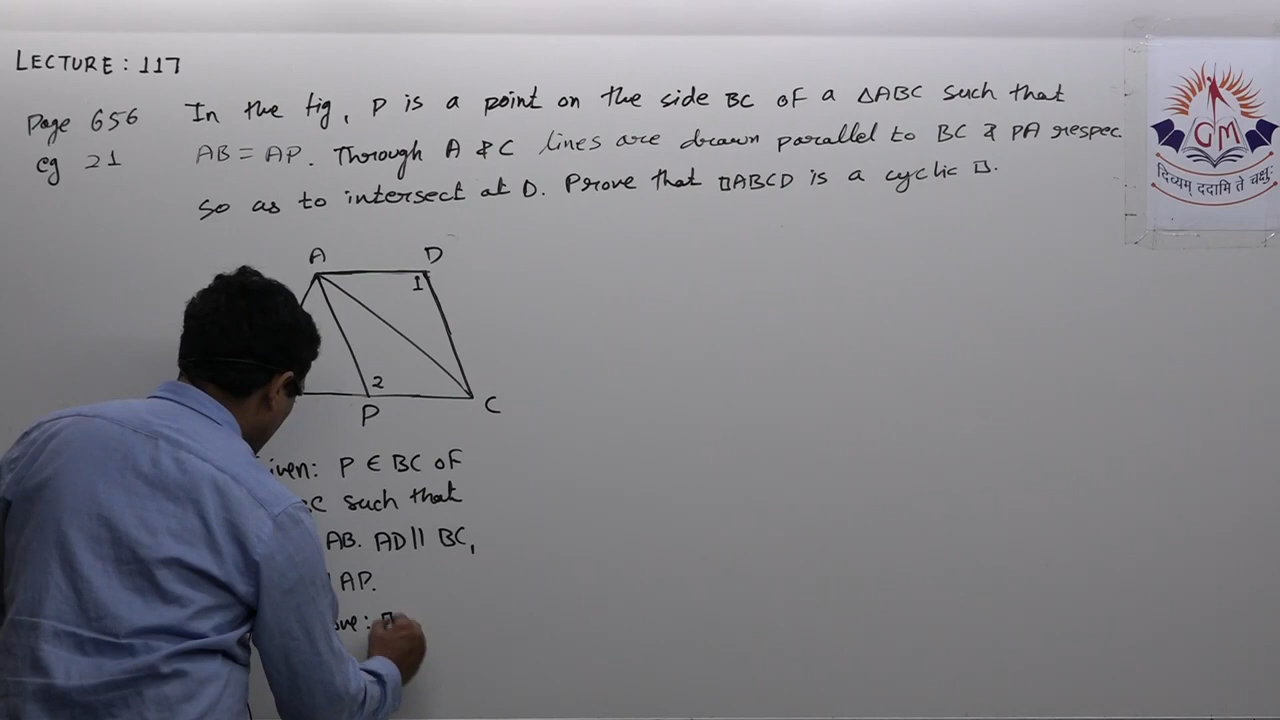 LECTURE : 117
Page 656
eg 21
In the fig, P is a point on the side BC of a ΔABC such that
AB = AP. Through A & C lines are drawn parallel to BC & PA respec
so as to intersect at D. Prove that □ABCD is a cyclic □.
A D
1
2
P C
iven: P ∈ BC of
C such that
AB. AD || BC,
AP.
ove: □
GM
दिव्यम् ददामि ते चक्षुः